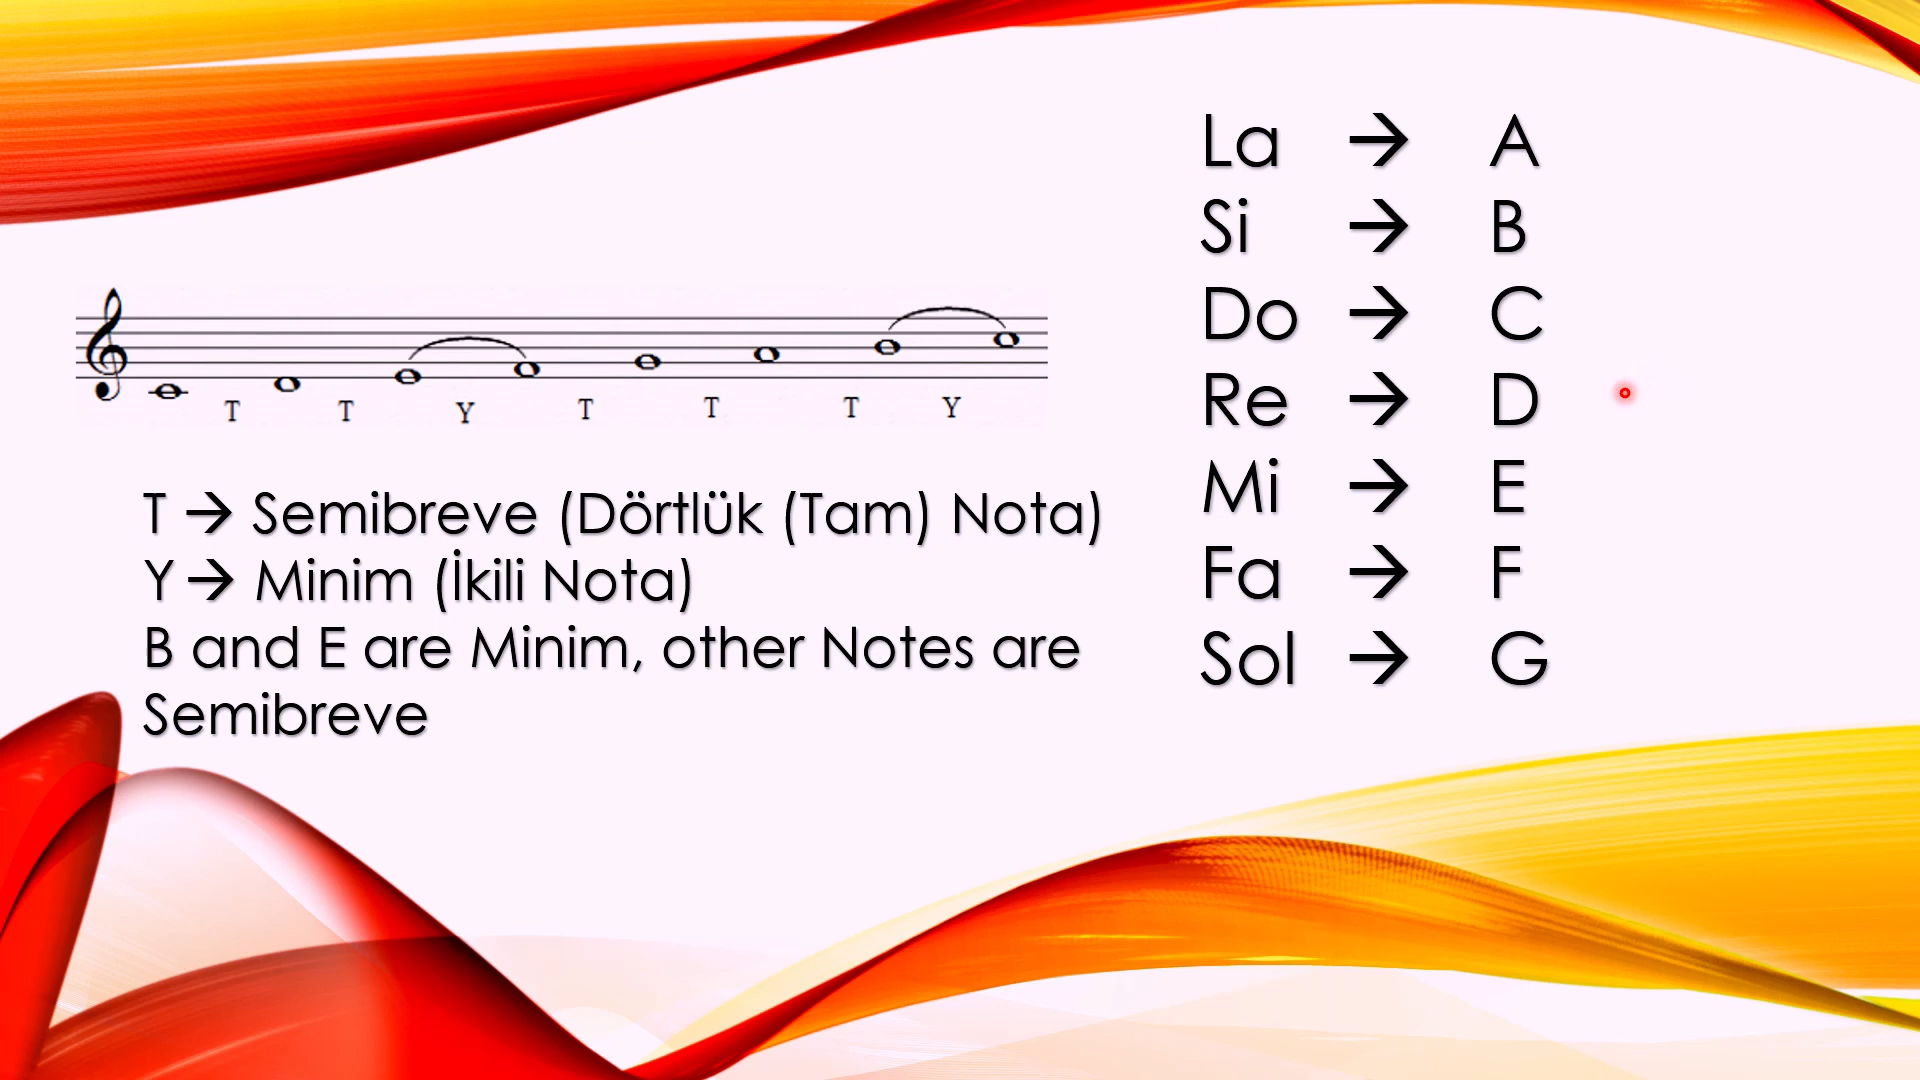 T T Y T T T Y
T → Semibreve (Dörtlük (Tam) Nota)
Y → Minim (İkili Nota)
B and E are Minim, other Notes are
Semibreve
La → A
Si → B
Do → C
Re → D
Mi → E
Fa → F
Sol → G